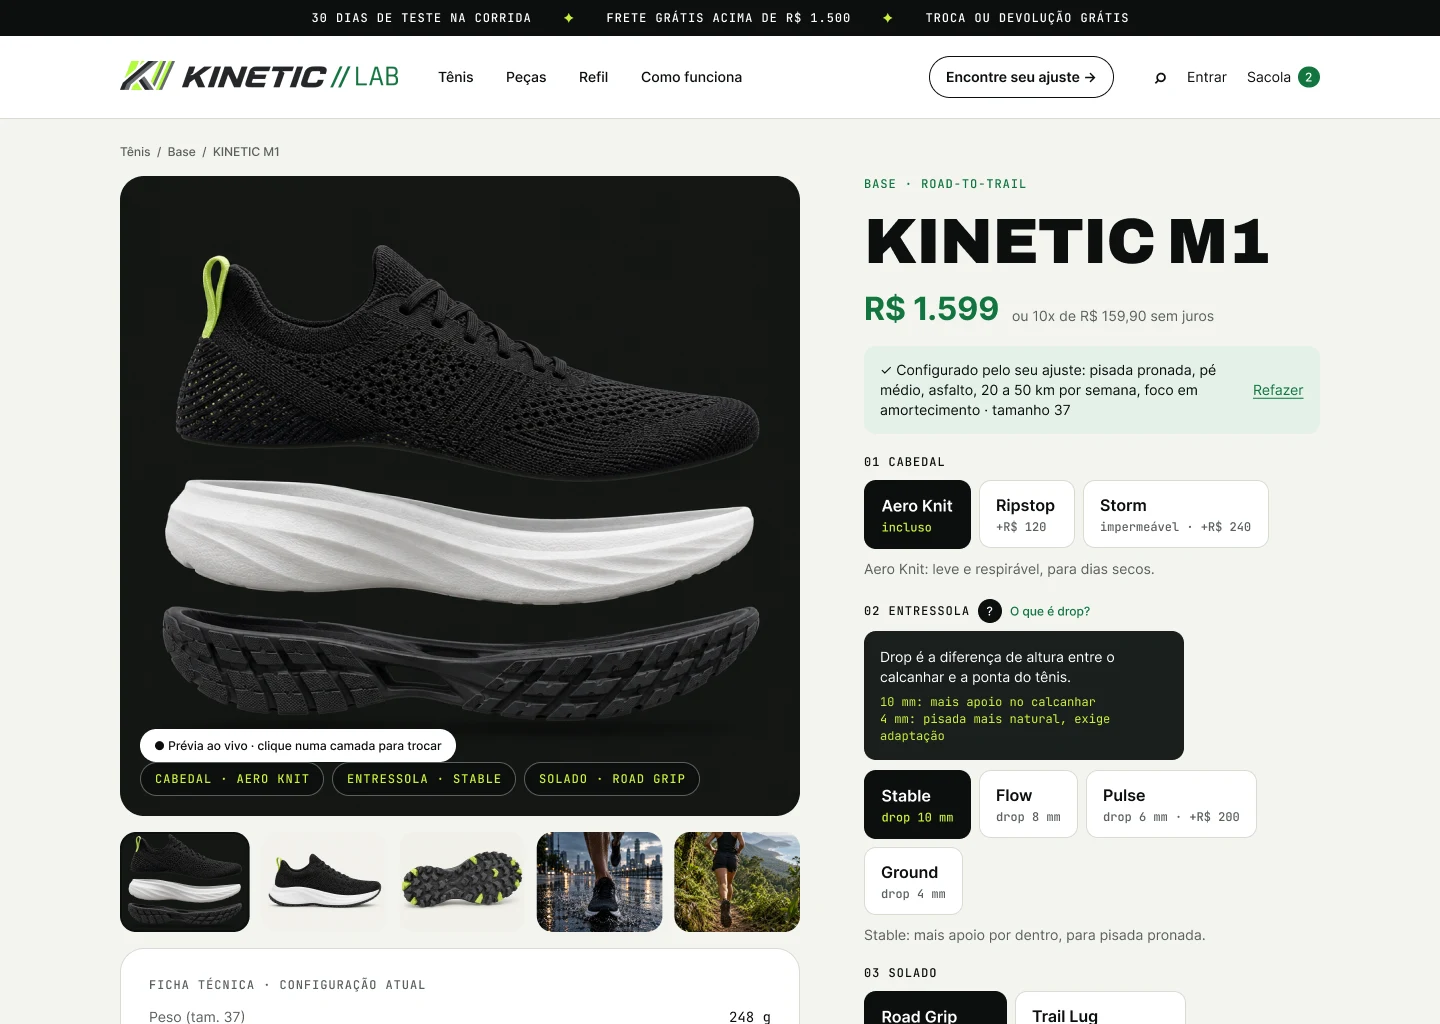 30 DIAS DE TESTE NA CORRIDA ✦ FRETE GRÁTIS ACIMA DE R$ 1.500 ✦ TROCA OU DEVOLUÇÃO GRÁTIS
KINETIC//LAB Tênis Peças Refil Como funciona Encontre seu ajuste → Entrar Sacola 2
Tênis / Base / KINETIC M1
BASE · ROAD-TO-TRAIL
KINETIC M1
R$ 1.599 ou 10x de R$ 159,90 sem juros
✓ Configurado pelo seu ajuste: pisada pronada, pé
médio, asfalto, 20 a 50 km por semana, foco em
amortecimento · tamanho 37
Refazer
01 CABEDAL
Aero Knit
incluso
Ripstop
+R$ 120
Storm
impermeável · +R$ 240
Aero Knit: leve e respirável, para dias secos.
02 ENTRESSOLA ? O que é drop?
Drop é a diferença de altura entre o
calcanhar e a ponta do tênis.
10 mm: mais apoio no calcanhar
4 mm: pisada mais natural, exige
adaptação
Stable
drop 10 mm
Flow
drop 8 mm
Pulse
drop 6 mm · +R$ 200
Ground
drop 4 mm
Stable: mais apoio por dentro, para pisada pronada.
03 SOLADO
Road Grip
Trail Lug
● Prévia ao vivo · clique numa camada para trocar
CABEDAL · AERO KNIT
ENTRESSOLA · STABLE
SOLADO · ROAD GRIP
FICHA TÉCNICA · CONFIGURAÇÃO ATUAL
Peso (tam. 37) 248 g